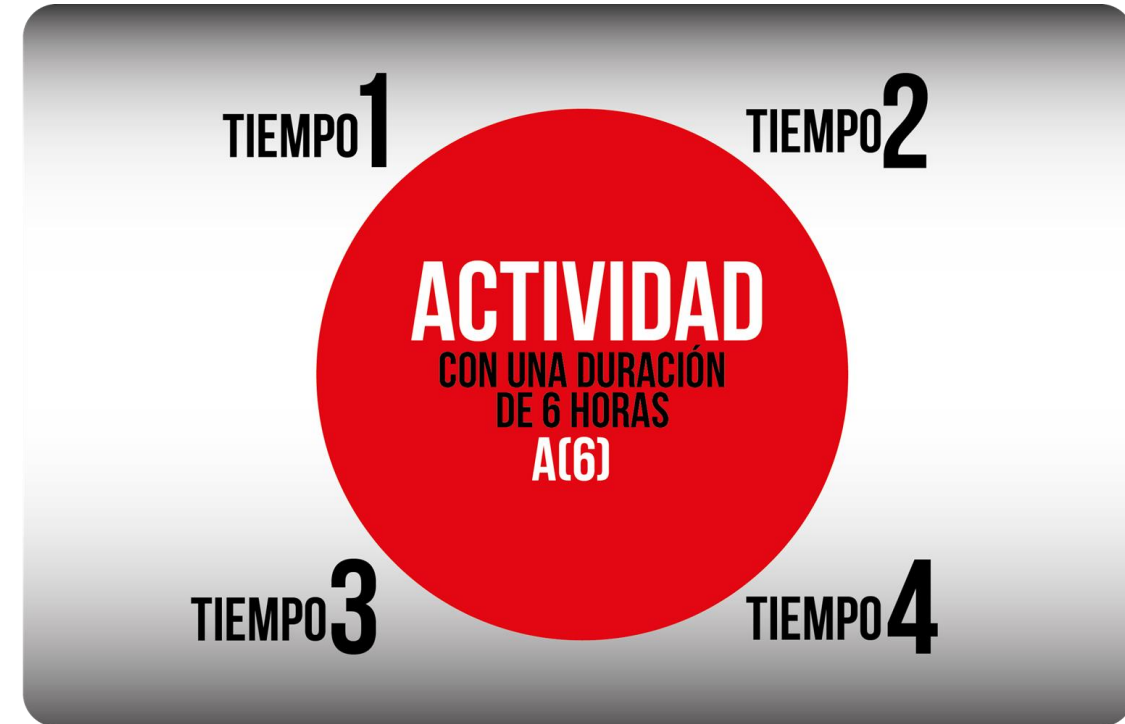 TIEMPO1
TIEMPO2
ACTIVIDAD
CON UNA DURACIÓN
DE 6 HORAS
A(6)
TIEMPO3
TIEMPO4